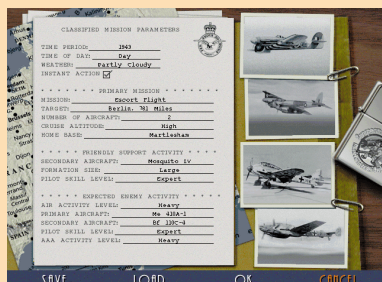 CLASSIFIED MISSION PARAMETERS
TIME PERIOD: 1943
TIME OF DAY: Day
WEATHER: Partly Cloudy
INSTANT ACTION
PRIMARY MISSION
MISSION: Escort Flight
TARGET: Berlin, 781 Miles
NUMBER OF AIRCRAFT: 2
CRUISE ALTITUDE: High
HOME BASE: Martlesham
FRIENDLY SUPPORT ACTIVITY
SECONDARY AIRCRAFT: Mosquito IV
FORMATION SIZE: Large
PILOT SKILL LEVEL: Expert
EXPECTED ENEMY ACTIVITY
AIR ACTIVITY LEVEL: Heavy
PRIMARY AIRCRAFT: Me 410A-1
SECONDARY AIRCRAFT: Bf 110C-4
PILOT SKILL LEVEL: Expert
AAA ACTIVITY LEVEL: Heavy
SAVE LOAD OK CANCEL